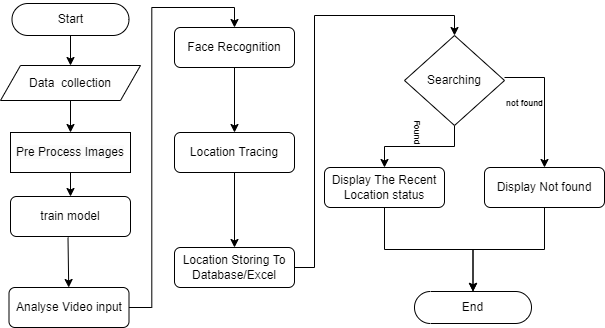 Start
Data collection
Pre Process Images
train model
Analyse Video input
Face Recognition
Location Tracing
Location Storing To
Database/Excel
Searching
Found
not found
Display The Recent
Location status
Display Not found
End